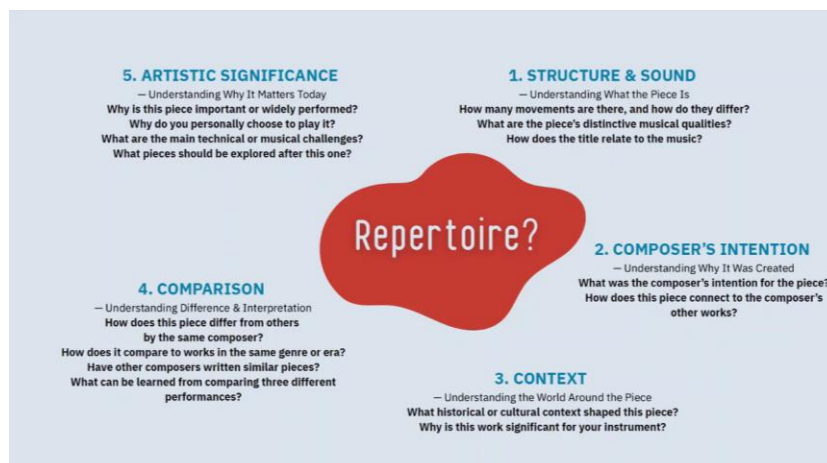 5. ARTISTIC SIGNIFICANCE
— Understanding Why It Matters Today
Why is this piece important or widely performed?
Why do you personally choose to play it?
What are the main technical or musical challenges?
What pieces should be explored after this one?
1. STRUCTURE & SOUND
— Understanding What the Piece Is
How many movements are there, and how do they differ?
What are the piece's distinctive musical qualities?
How does the title relate to the music?
Repertoire?
2. COMPOSER'S INTENTION
— Understanding Why It Was Created
What was the composer's intention for the piece?
How does this piece connect to the composer's
other works?
4. COMPARISON
— Understanding Difference & Interpretation
How does this piece differ from others
by the same composer?
How does it compare to works in the same genre or era?
Have other composers written similar pieces?
What can be learned from comparing three different
performances?
3. CONTEXT
— Understanding the World Around the Piece
What historical or cultural context shaped this piece?
Why is this work significant for your instrument?